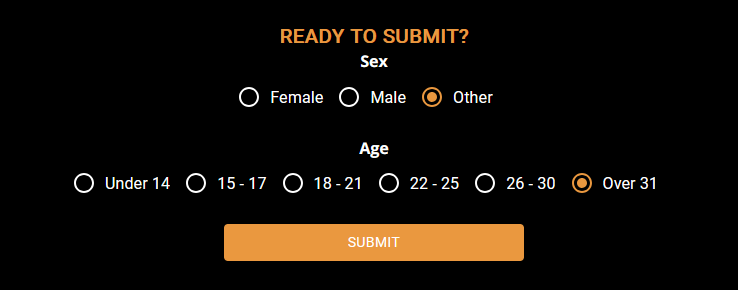 READY TO SUBMIT?
Sex
Female Male Other
Age
Under 14 15 - 17 18 - 21 22 - 25 26 - 30 Over 31
SUBMIT